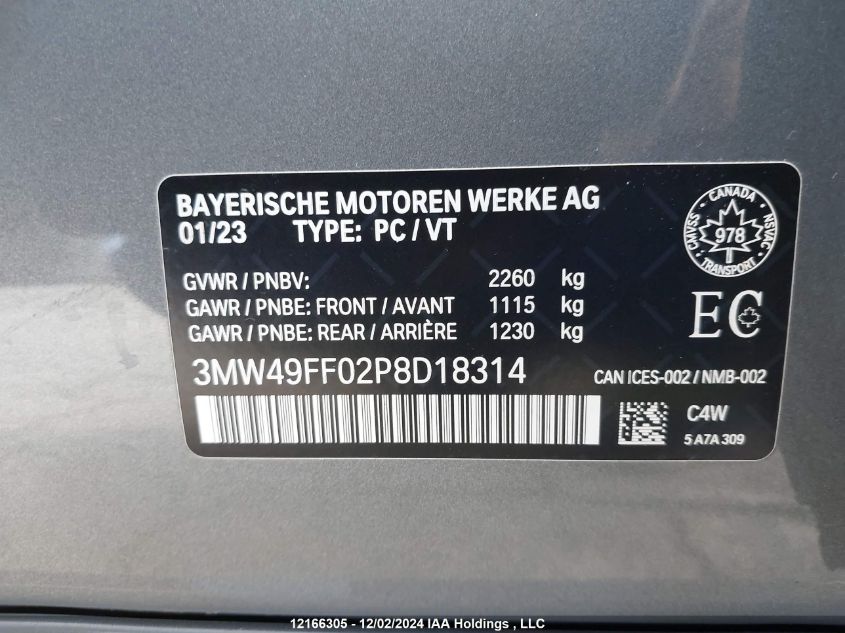 BAYERISCHE MOTOREN WERKE AG
01/23 TYPE: PC / VT
CANADA
CMVSS
NSVAC
978
TRANSPORT
GVWR / PNBV: 2260 kg
GAWR / PNBE: FRONT / AVANT 1115 kg
GAWR / PNBE: REAR / ARRIÈRE 1230 kg
EC
3MW49FF02P8D18314
CAN ICES-002 / NMB-002
C4W
5 A7A 309
12166305 - 12/02/2024 IAA Holdings , LLC